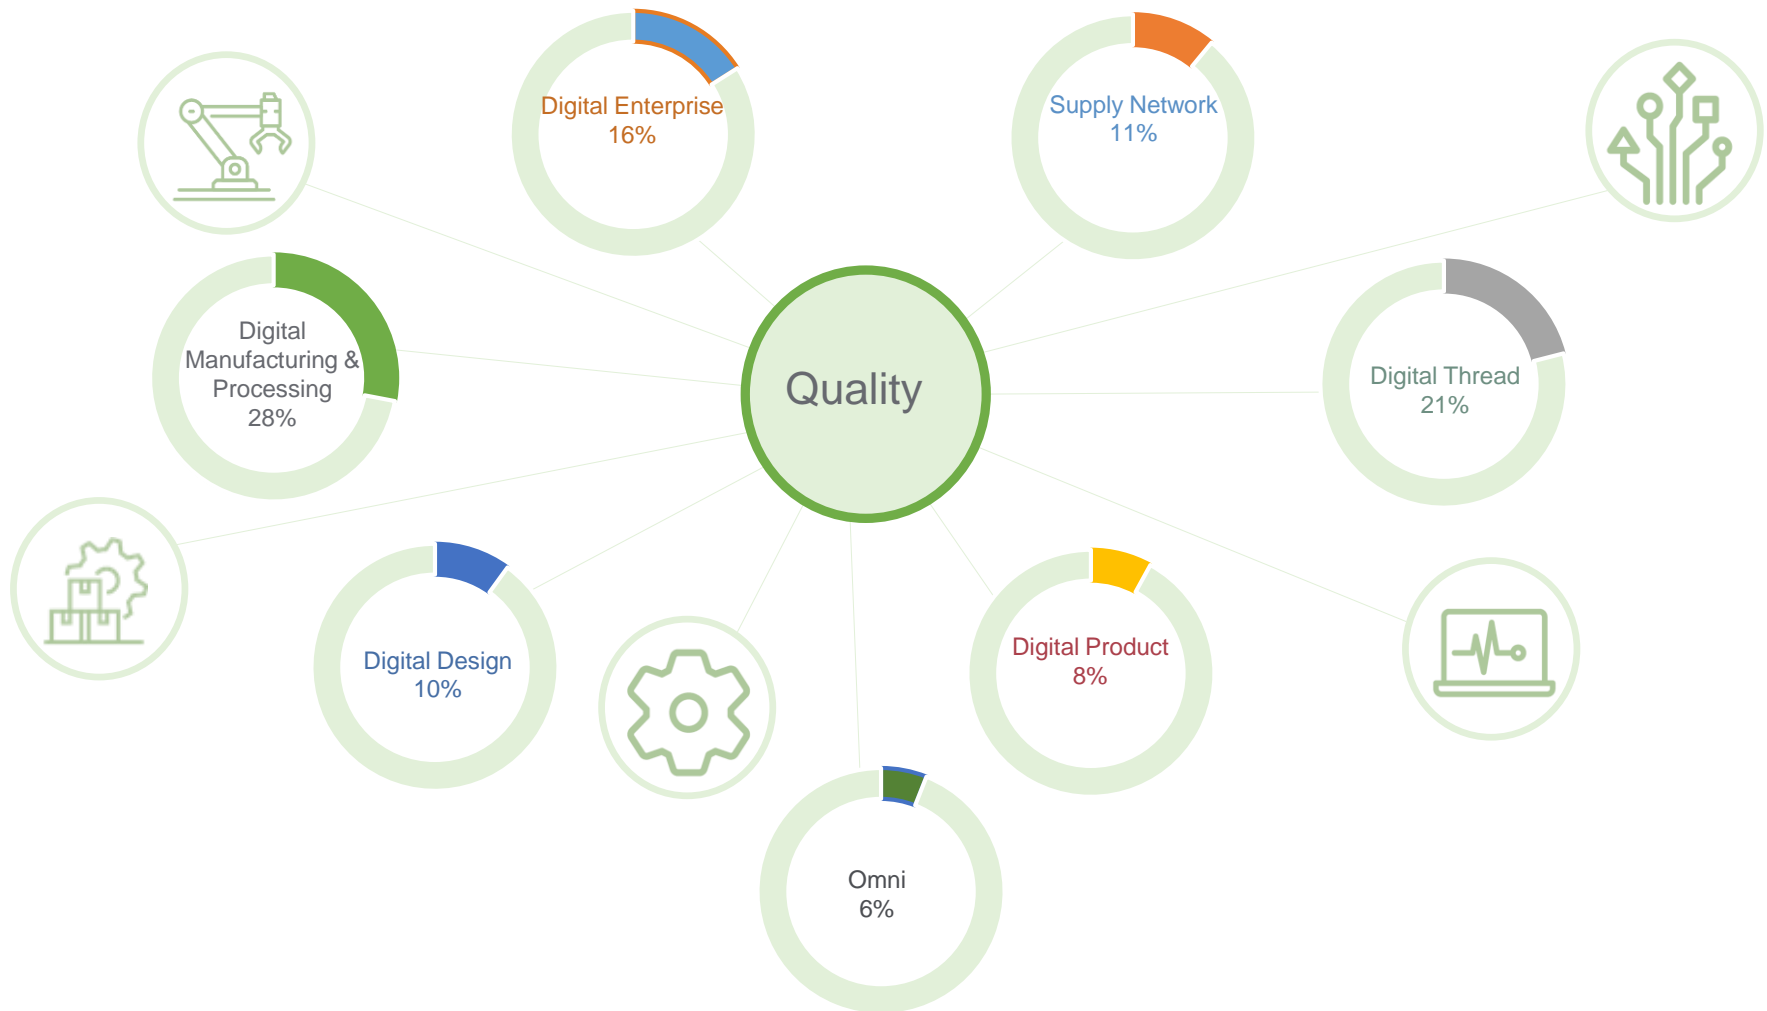 Digital Enterprise
16%
Supply Network
11%
Digital
Manufacturing &
Processing
28%
Quality
Digital Thread
21%
Digital Design
10%
Digital Product
8%
Omni
6%